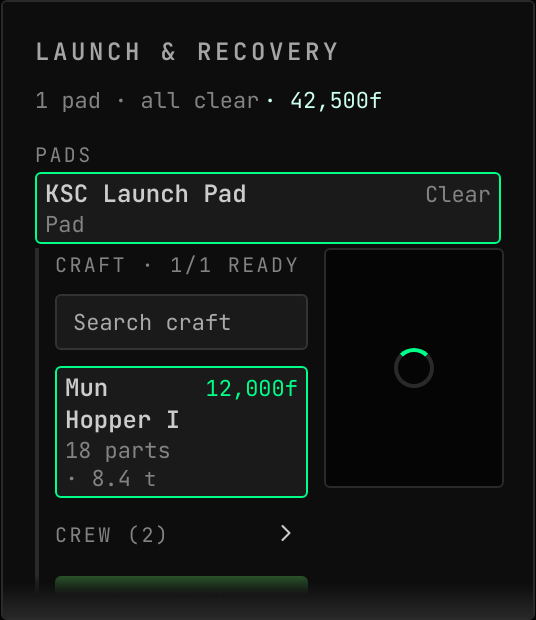 LAUNCH & RECOVERY
1 pad · all clear · 42,500f
PADS
KSC Launch Pad Clear
Pad
CRAFT · 1/1 READY
Search craft
Mun 12,000f
Hopper I
18 parts
· 8.4 t
CREW (2)